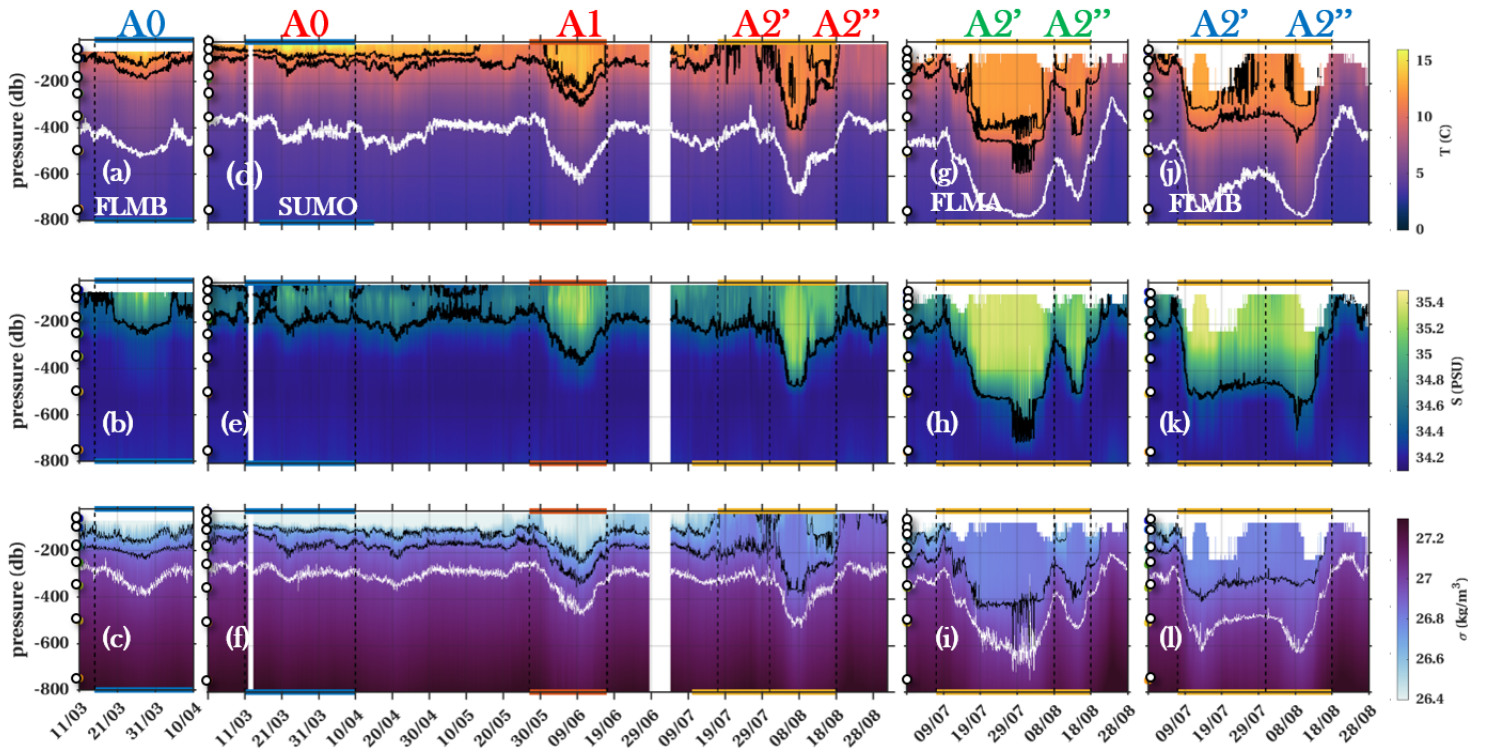 A0 A0 A1 A2’ A2” A2’ A2” A2’ A2”
pressure (db)
-200
-400
-600
-800
(a)
FLMB
(d)
SUMO
(g)
FLMA
(j)
FLMB
15
10
5
0
T (C)
pressure (db)
-200
-400
-600
-800
(b)
(e)
(h)
(k)
35.4
35.2
35
34.8
34.6
34.4
34.2
S (PSU)
pressure (db)
-200
-400
-600
-800
(c)
(f)
(i)
(l)
27.2
27
26.8
26.6
26.4
σ (kg/m³)
11/03 21/03 31/03 10/04
11/03 21/03 31/03 10/04 20/04 30/04 10/05 20/05 30/05 09/06 19/06 29/06 09/07 19/07 29/07 08/08 18/08 28/08
09/07 19/07 29/07 08/08 18/08 28/08
09/07 19/07 29/07 08/08 18/08 28/08